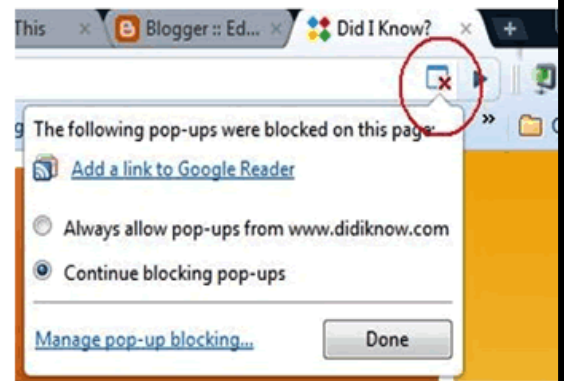 This
Blogger :: Ed...
Did I Know?
The following pop-ups were blocked on this page:
Add a link to Google Reader
Always allow pop-ups from www.didiknow.com
Continue blocking pop-ups
Manage pop-up blocking...
Done